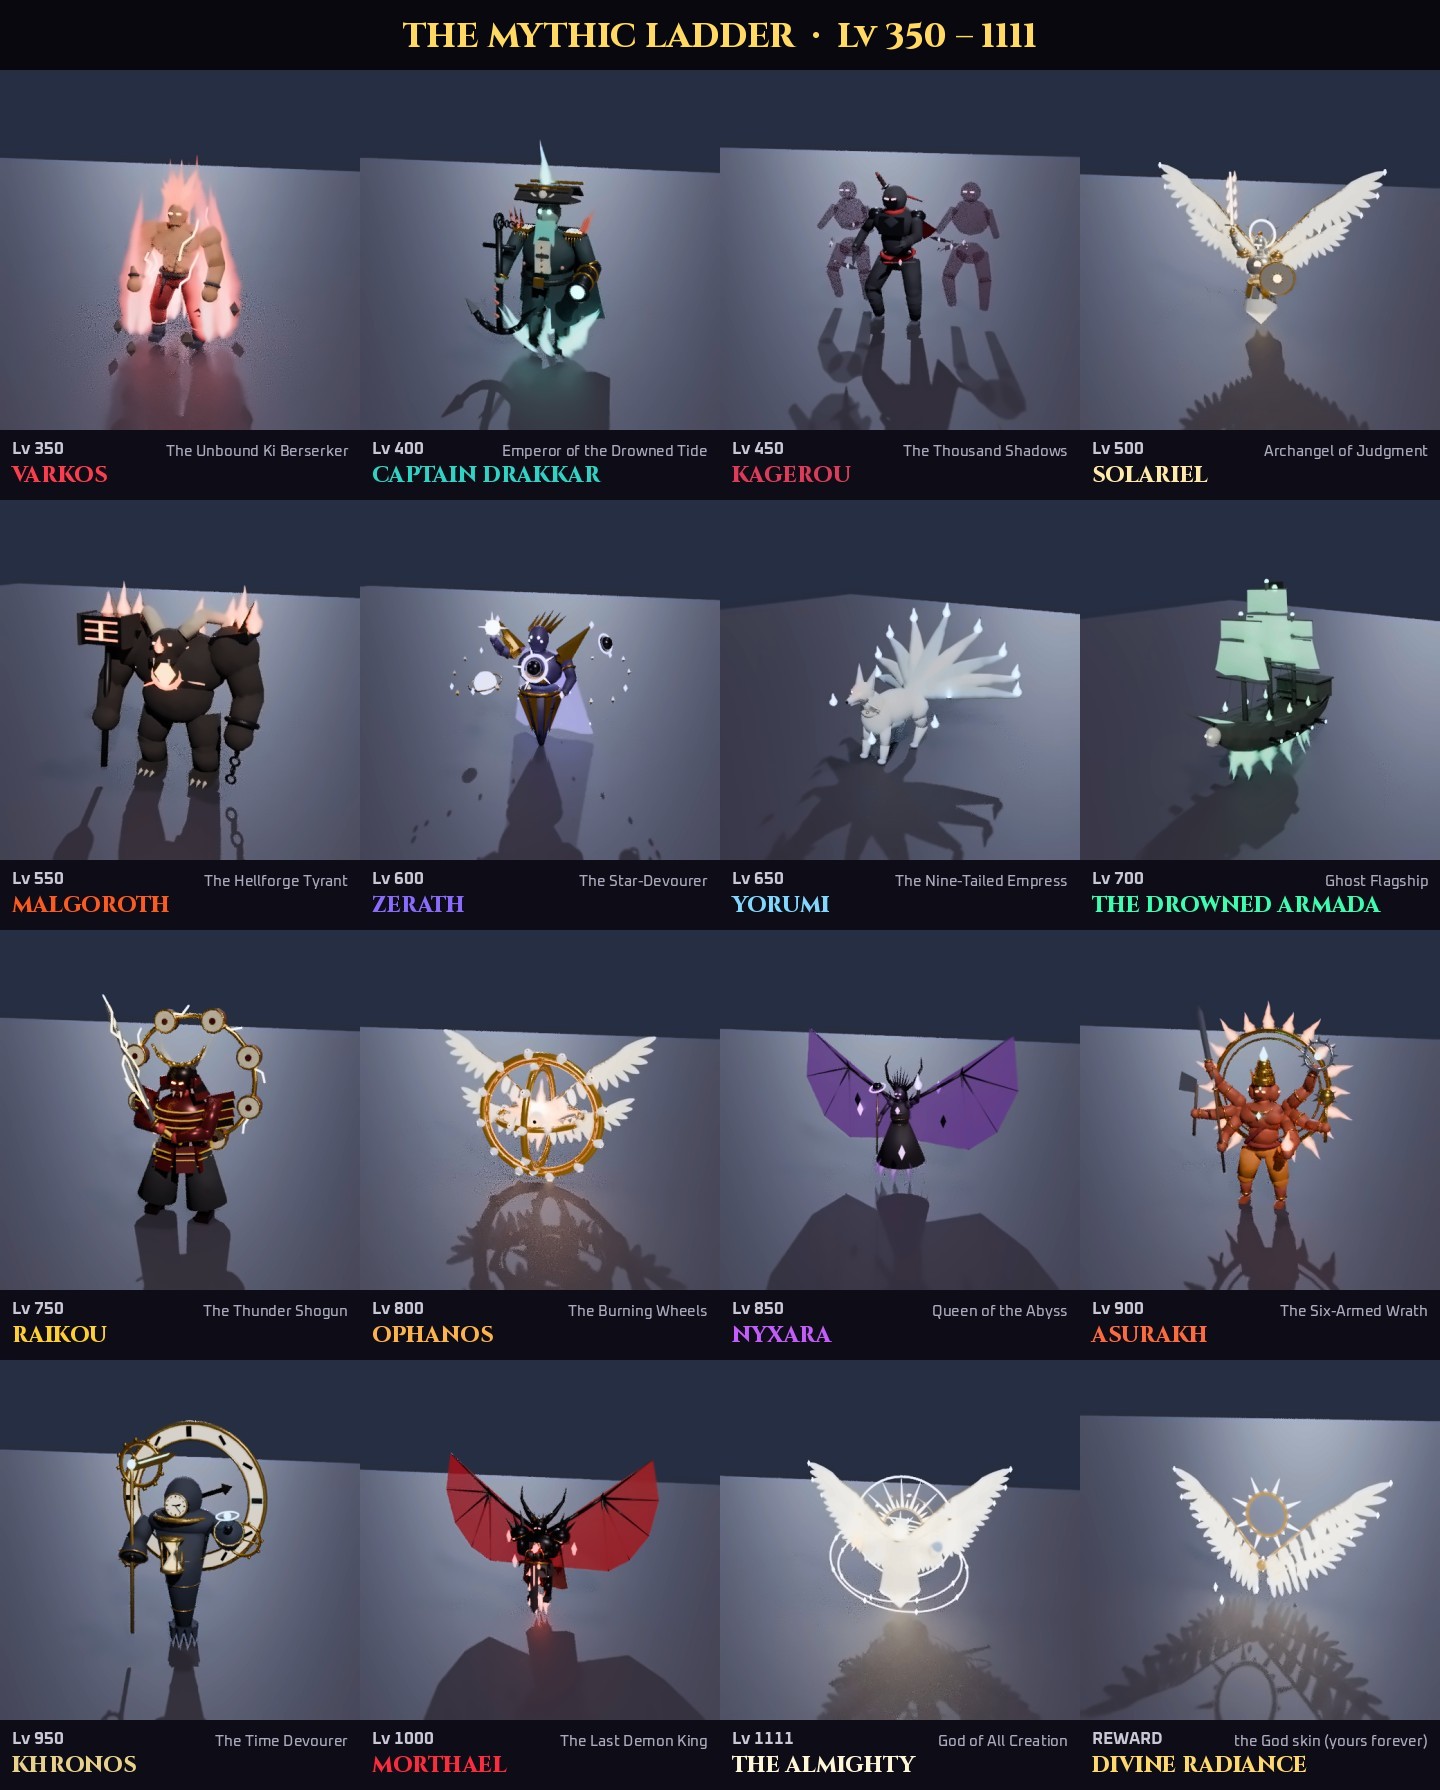 THE MYTHIC LADDER · Lv 350 – 1111
Lv 350 The Unbound Ki Berserker
VARKOS
Lv 400 Emperor of the Drowned Tide
CAPTAIN DRAKKAR
Lv 450 The Thousand Shadows
KAGEROU
Lv 500 Archangel of Judgment
SOLARIEL
Lv 550 The Hellforge Tyrant
MALGOROTH
Lv 600 The Star-Devourer
ZERATH
Lv 650 The Nine-Tailed Empress
YORUMI
Lv 700 Ghost Flagship
THE DROWNED ARMADA
Lv 750 The Thunder Shogun
RAIKOU
Lv 800 The Burning Wheels
OPHANOS
Lv 850 Queen of the Abyss
NYXARA
Lv 900 The Six-Armed Wrath
ASURAKH
Lv 950 The Time Devourer
KHRONOS
Lv 1000 The Last Demon King
MORTHAEL
Lv 1111 God of All Creation
THE ALMIGHTY
REWARD the God skin (yours forever)
DIVINE RADIANCE